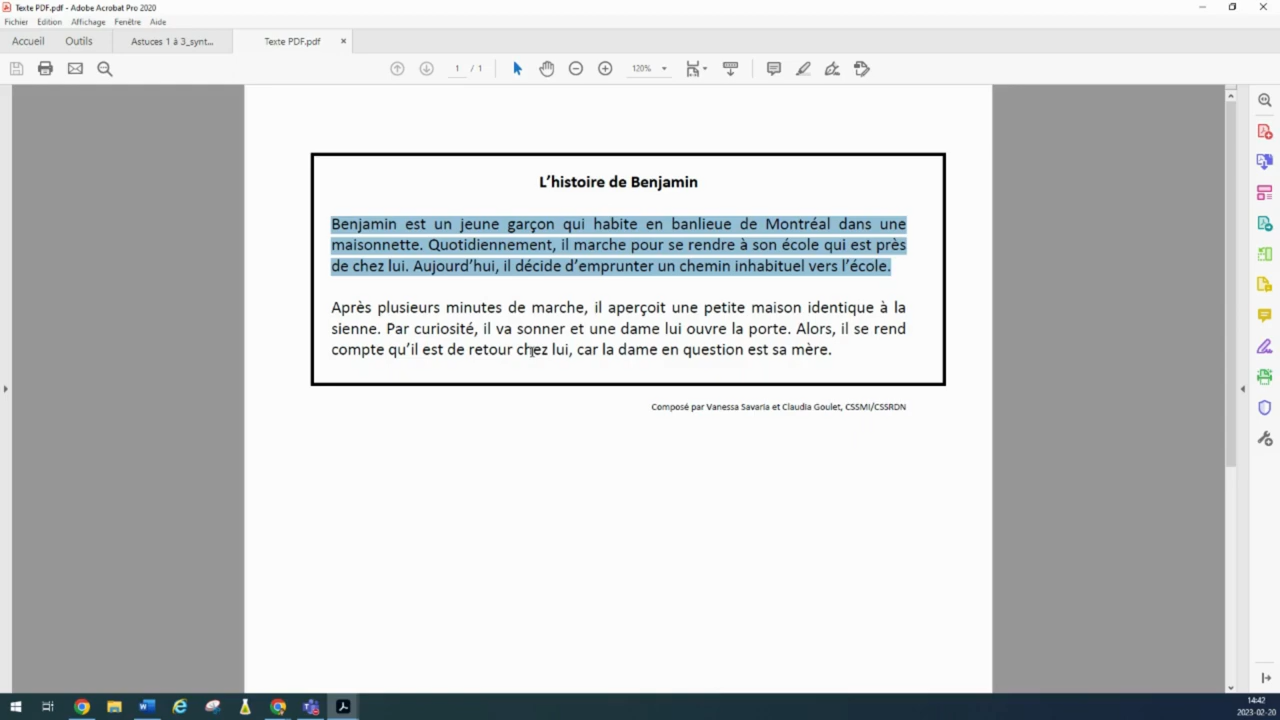 Texte PDF.pdf - Adobe Acrobat Pro 2020
Fichier Edition Affichage Fenêtre Aide
Accueil Outils Astuces 1 à 3_synt... Texte PDF.pdf ×
1 / 1 120%
L'histoire de Benjamin
Benjamin est un jeune garçon qui habite en banlieue de Montréal dans une
maisonnette. Quotidiennement, il marche pour se rendre à son école qui est près
de chez lui. Aujourd'hui, il décide d'emprunter un chemin inhabituel vers l'école.
Après plusieurs minutes de marche, il aperçoit une petite maison identique à la
sienne. Par curiosité, il va sonner et une dame lui ouvre la porte. Alors, il se rend
compte qu'il est de retour chez lui, car la dame en question est sa mère.
Composé par Vanessa Savaria et Claudia Goulet, CSSMI/CSSRDN
14:42
2023-02-20